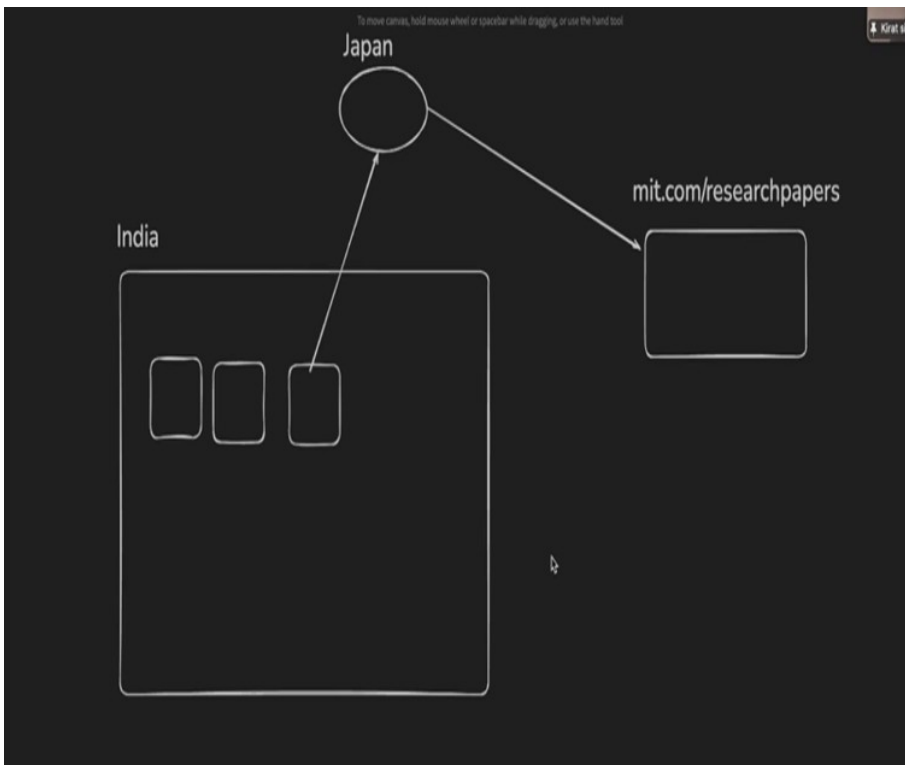 To move canvas, hold mouse wheel or spacebar while dragging, or use the hand tool
Kirat
Japan
mit.com/researchpapers
India